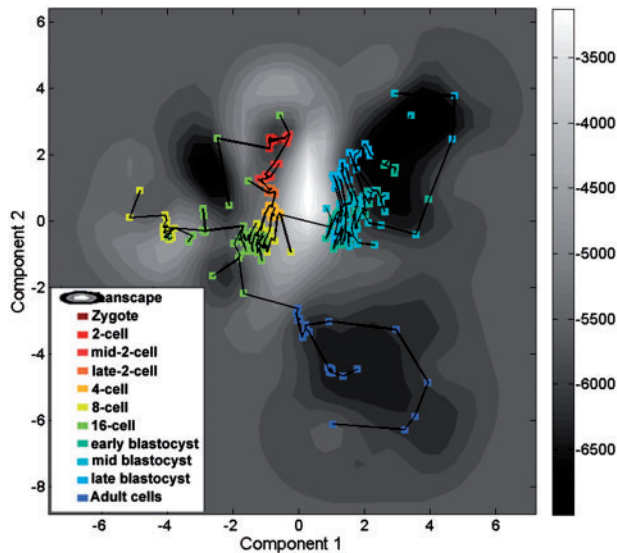 6
4
2
0
-2
-4
-6
-8
Component 2
-6 -4 -2 0 2 4 6
Component 1
Zygote
2-cell
mid-2-cell
late-2-cell
4-cell
8-cell
16-cell
early blastocyst
mid blastocyst
late blastocyst
Adult cells
-3500
-4000
-4500
-5000
-5500
-6000
-6500